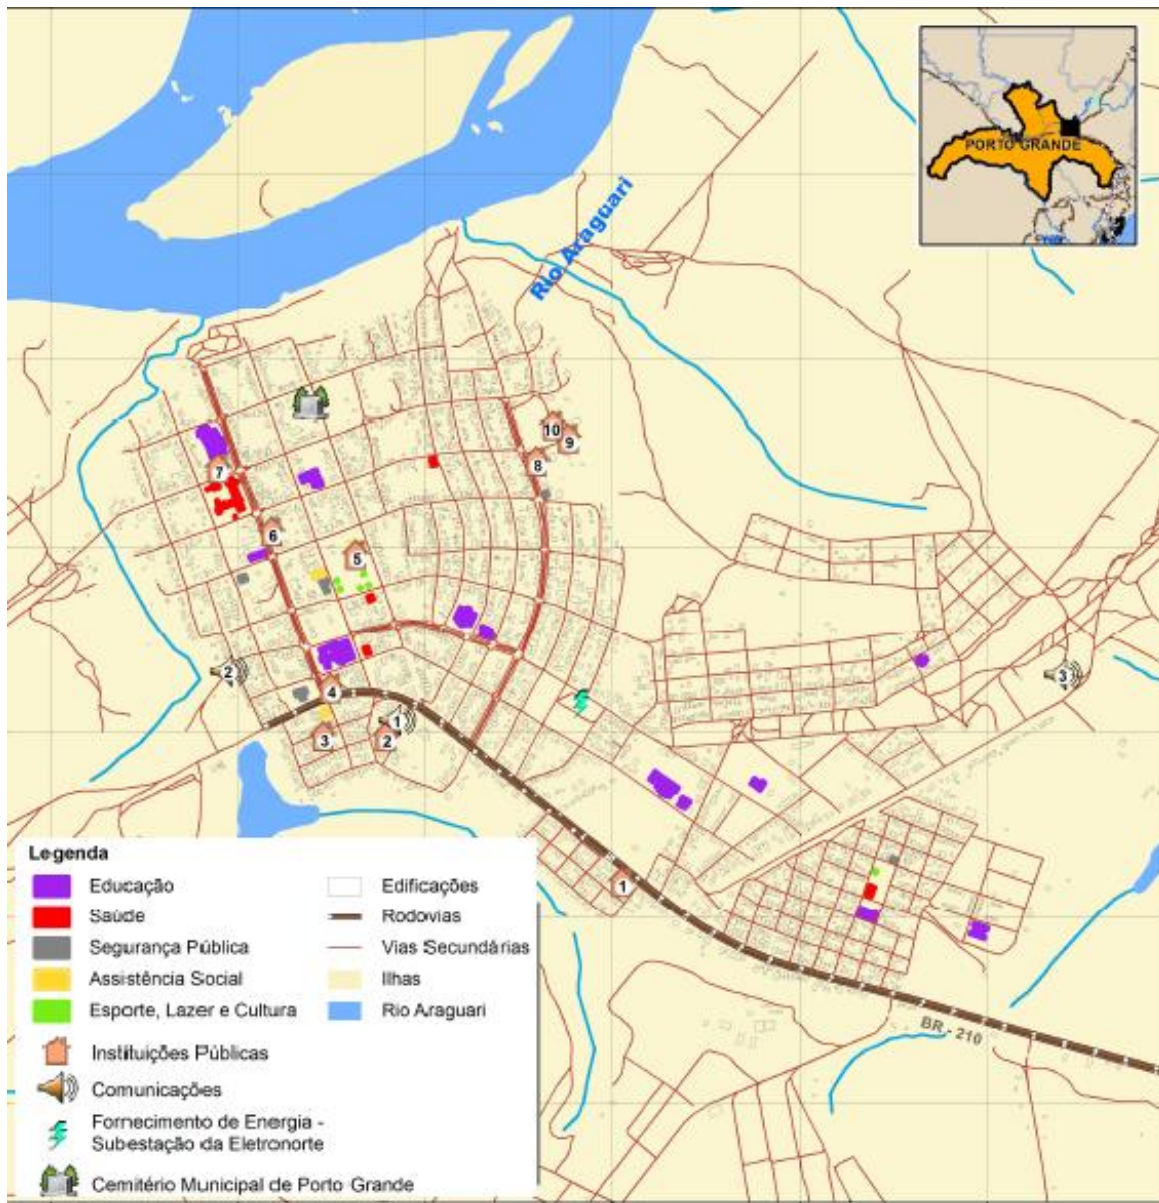 PORTO GRANDE
Rio Araguari
10
9
8
7
6
5
2
3
4
1
3
2
1
BR - 210
Legenda
Educação
Saúde
Segurança Pública
Assistência Social
Esporte, Lazer e Cultura
Instituições Públicas
Comunicações
Fornecimento de Energia -
Subestação da Eletronorte
Cemitério Municipal de Porto Grande
Edificações
Rodovias
Vias Secundárias
Ilhas
Rio Araguari